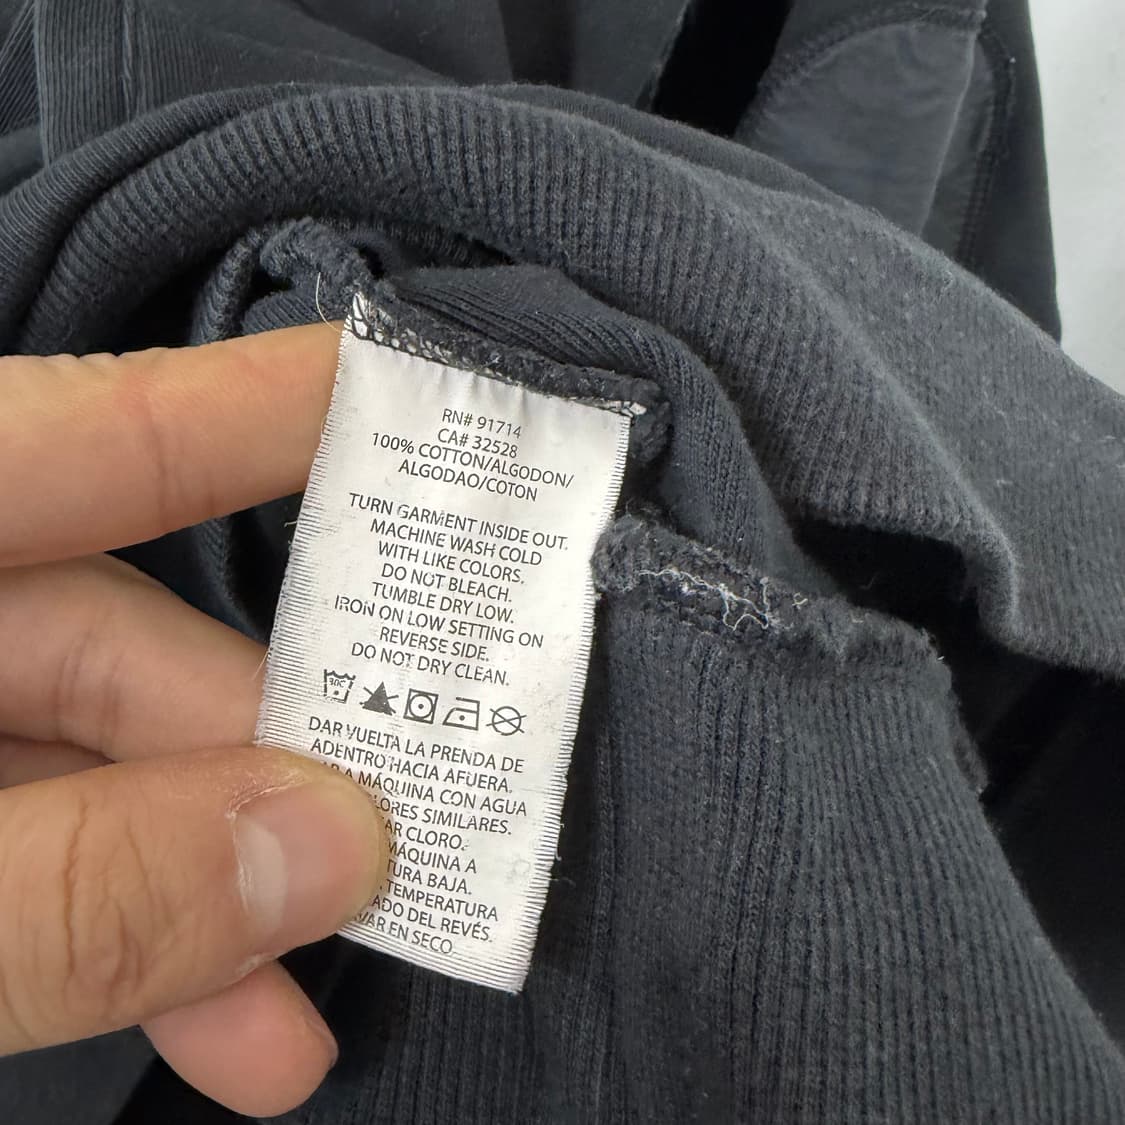 RN# 91714
CA# 32528
100% COTTON/ALGODON/
ALGODAO/COTON
TURN GARMENT INSIDE OUT.
MACHINE WASH COLD
WITH LIKE COLORS.
DO NOT BLEACH.
TUMBLE DRY LOW.
IRON ON LOW SETTING ON
REVERSE SIDE.
DO NOT DRY CLEAN.
30C
DAR VUELTA LA PRENDA DE
ADENTRO HACIA AFUERA.
A MÁQUINA CON AGUA
SIMILARES.
CLORO.
MÁQUINA A
BAJA.
TEMPERATURA
DEL REVÉS.
EN SECO